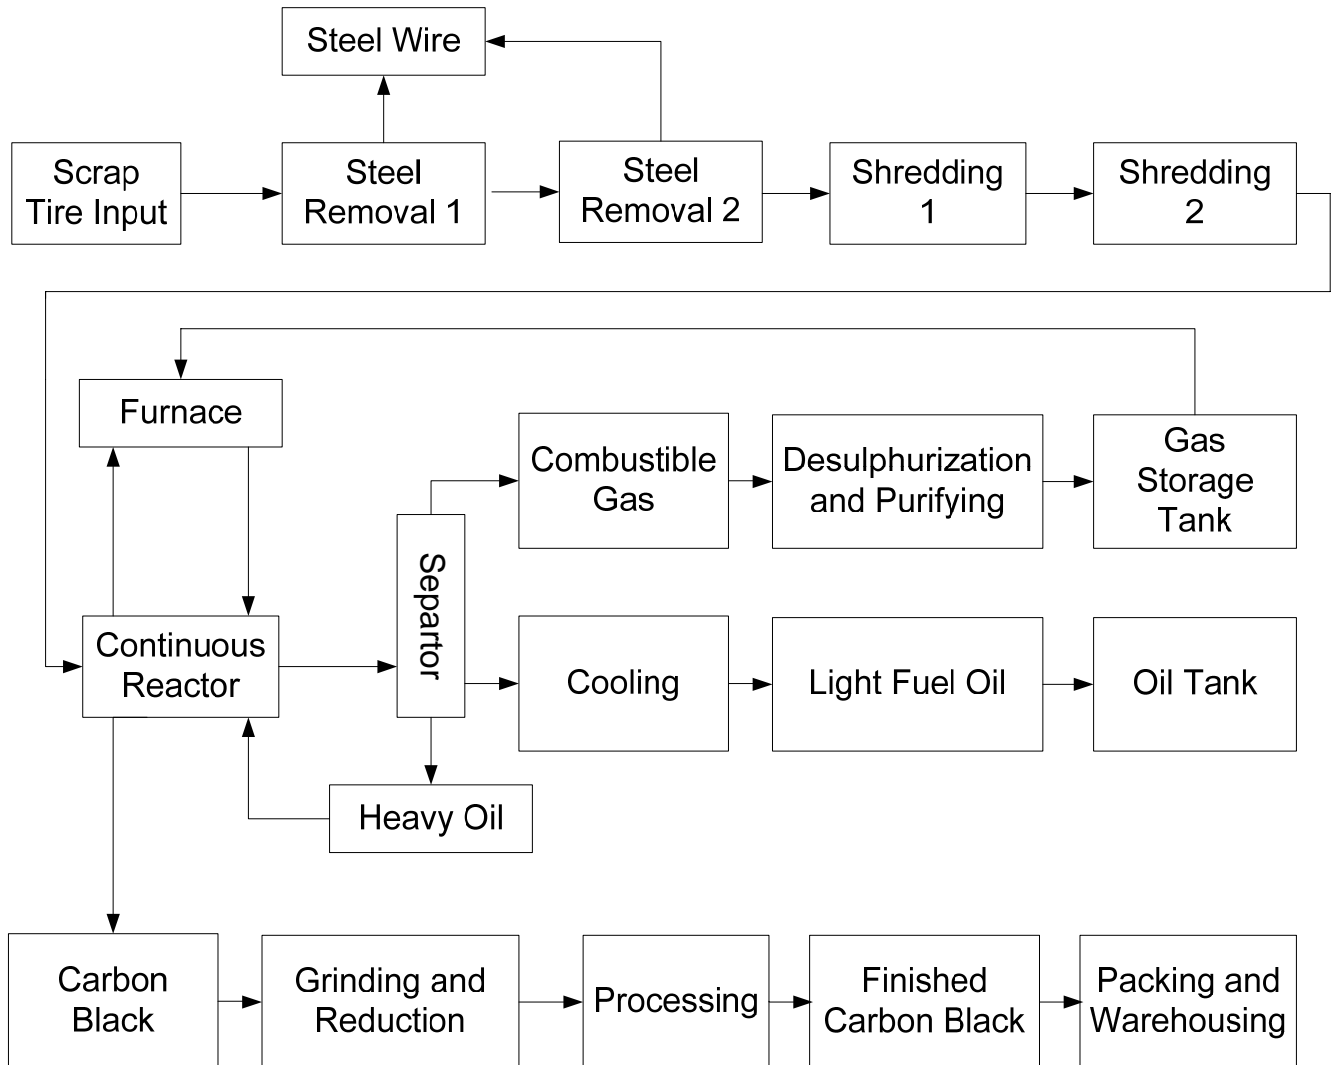 Steel Wire
Scrap
Tire Input
Steel
Removal 1
Steel
Removal 2
Shredding
1
Shredding
2
Furnace
Combustible
Gas
Desulphurization
and Purifying
Gas
Storage
Tank
Separtor
Continuous
Reactor
Cooling
Light Fuel Oil
Oil Tank
Heavy Oil
Carbon
Black
Grinding and
Reduction
Processing
Finished
Carbon Black
Packing and
Warehousing